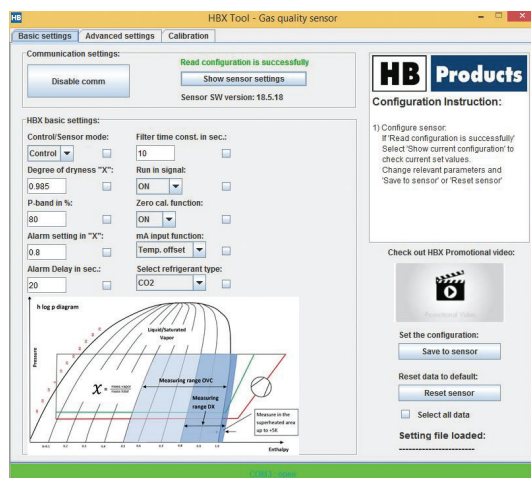 HB
HBX Tool - Gas quality sensor
Basic settings Advanced settings Calibration
Communication settings:
Disable comm
Read configuration is successfully
Show sensor settings
Sensor SW version: 18.5.18
HBX basic settings:
Control/Sensor mode: Filter time const. in sec.:
Control 10
Degree of dryness "X": Run in signal:
0.985 ON
P-band in %: Zero cal. function:
80 ON
Alarm setting in "X": mA input function:
0.8 Temp. offset
Alarm Delay in sec.: Select refrigerant type:
20 CO2
h log p diagram
Liquid/Saturated
Vapor
Pressure
X =
Measuring range OVC
Measuring
range DX
Measure in the
superheated area
up to +5K
Enthalpy
HB Products
Configuration Instruction:
1) Configure sensor:
If 'Read configuration is successfully'
Select 'Show current configuration' to
check current set values.
Change relevant parameters and
'Save to sensor' or 'Reset sensor'
Check out HBX Promotional video:
Promotional Video
Set the configuration:
Save to sensor
Reset data to default:
Reset sensor
Select all data
Setting file loaded:
-----------------------
COM3 - open